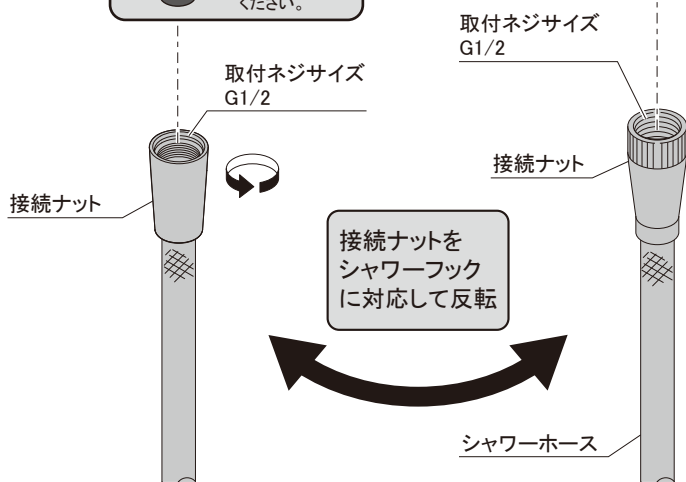 ください。
取付ネジサイズ
G1/2
取付ネジサイズ
G1/2
接続ナット
接続ナット
接続ナットを
シャワーフック
に対応して反転
シャワーホース